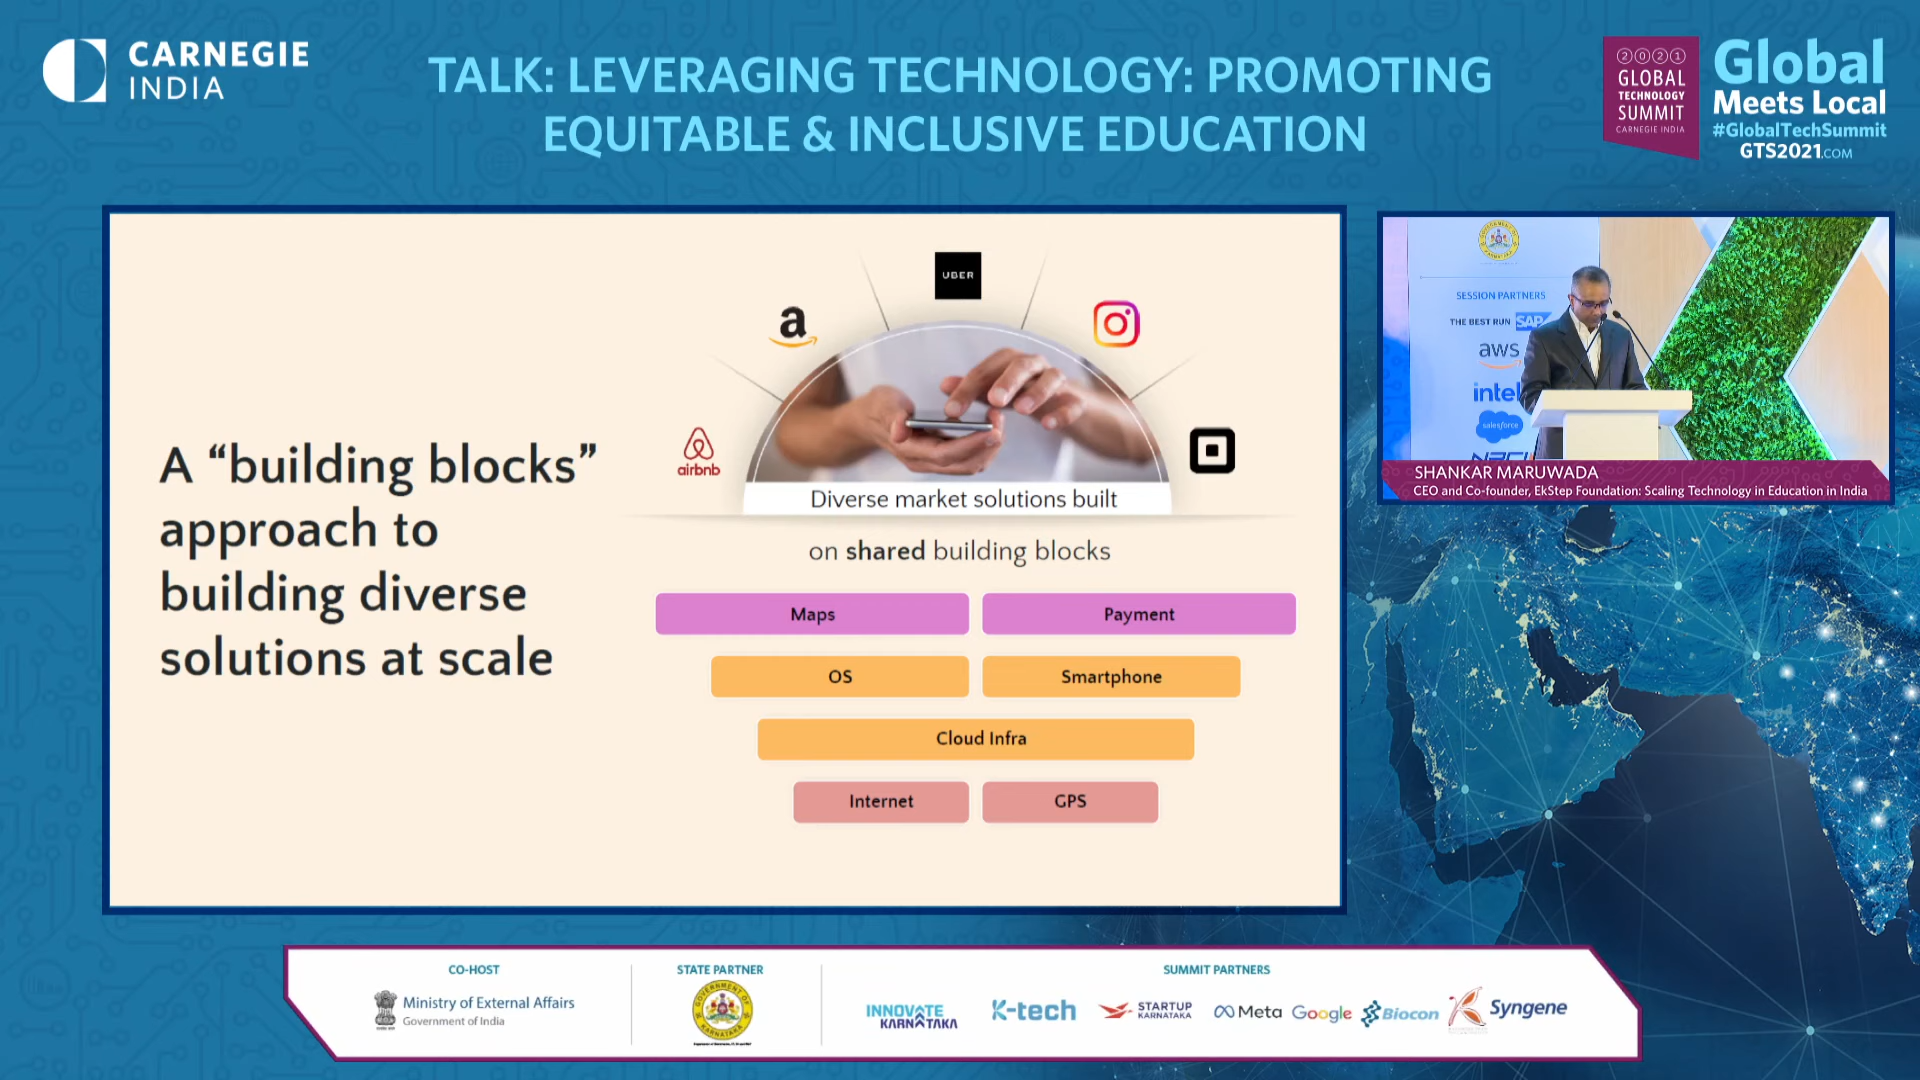 CARNEGIE
INDIA
TALK: LEVERAGING TECHNOLOGY: PROMOTING
EQUITABLE & INCLUSIVE EDUCATION
2021
GLOBAL
TECHNOLOGY
SUMMIT
CARNEGIE INDIA
Global
Meets Local
#GlobalTechSummit
GTS2021.COM
A “building blocks”
approach to
building diverse
solutions at scale
UBER
a
airbnb
Diverse market solutions built
on shared building blocks
Maps
Payment
OS
Smartphone
Cloud Infra
Internet
GPS
SESSION PARTNERS
THE BEST RUN SAP
aws
intel
salesforce
SHANKAR MARUWADA
CEO and Co-founder, EkStep Foundation: Scaling Technology in Education in India
CO-HOST
Ministry of External Affairs
Government of India
STATE PARTNER
GOVERNMENT OF
KARNATAKA
SUMMIT PARTNERS
INNOVATE
KARNATAKA
K-tech
STARTUP
KARNATAKA
Meta
Google
Biocon
Syngene